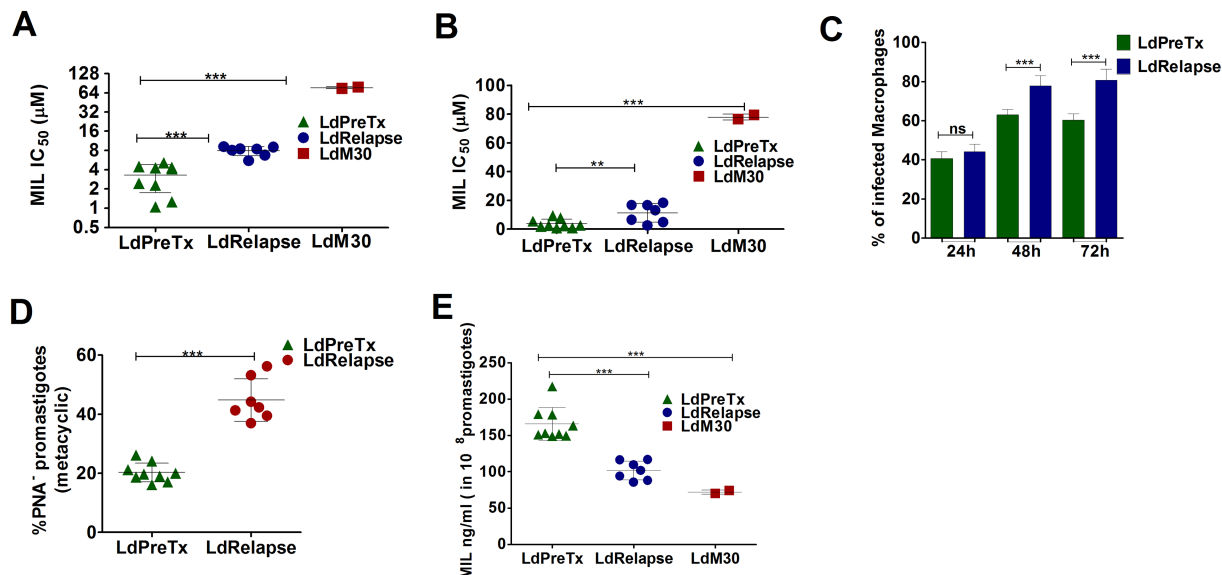 A
MIL IC50 (µM)
128
64
32
16
8
4
2
1
0.5
***
***
LdPreTx
LdRelapse
LdM30
LdPreTx
LdRelapse
LdM30
B
MIL IC50 (µM)
100
80
60
40
20
0
***
**
LdPreTx
LdRelapse
LdM30
LdPreTx
LdRelapse
LdM30
C
% of infected Macrophages
100
80
60
40
20
0
ns
***
***
LdPreTx
LdRelapse
24h
48h
72h
D
%PNA- promastigotes
(metacyclic)
60
40
20
0
***
LdPreTx
LdRelapse
LdPreTx
LdRelapse
E
MIL ng/ml ( in 10 8promastigotes)
250
200
150
100
50
0
***
***
LdPreTx
LdRelapse
LdM30
LdPreTx
LdRelapse
LdM30